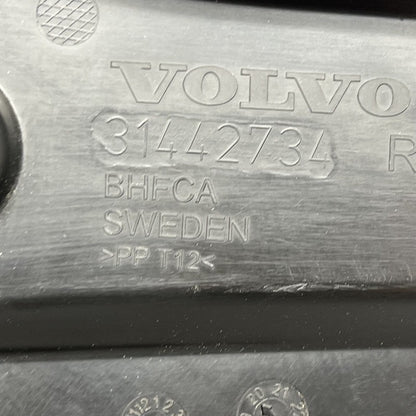 VOLVO
31442734 R
BHFCA
SWEDEN
>PP T12<